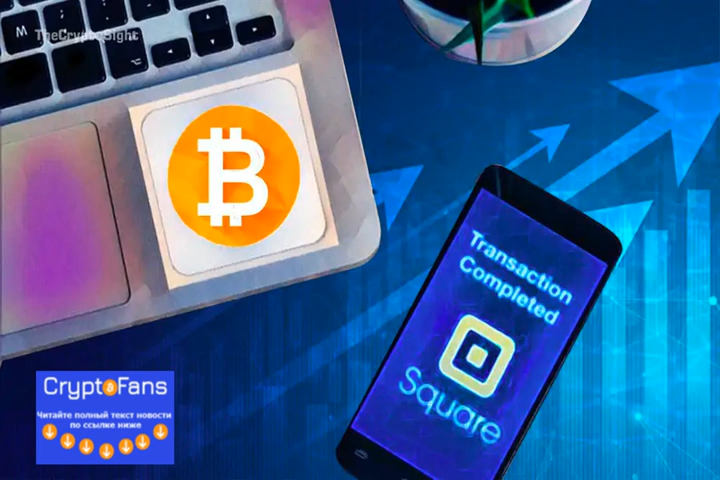 TheCryptoSight
M
Transaction
Completed
Square
CryptoFans
Читайте полный текст новости
по ссылке ниже